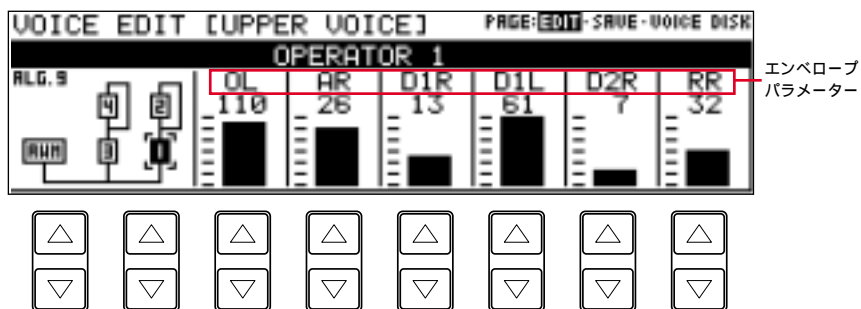 VOICE EDIT [UPPER VOICE] PAGE:EDIT·SAVE·VOICE DISK
OPERATOR 1
ALG.9
OL AR D1R D1L D2R RR
110 26 13 61 7 32
4 2
AWM 3 1
エンベロープ
パラメーター